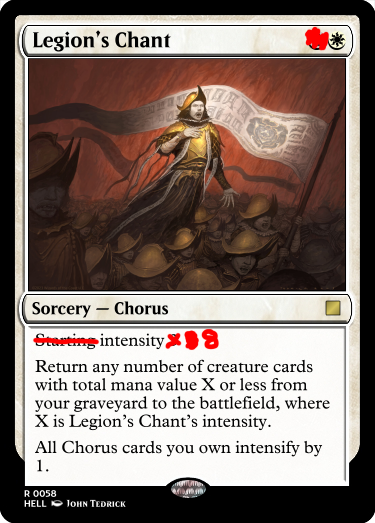 Legion's Chant
Sorcery — Chorus
Starting intensity
Return any number of creature cards
with total mana value X or less from
your graveyard to the battlefield, where
X is Legion's Chant's intensity.
All Chorus cards you own intensify by
1.
R 0058
HELL John Tedrick